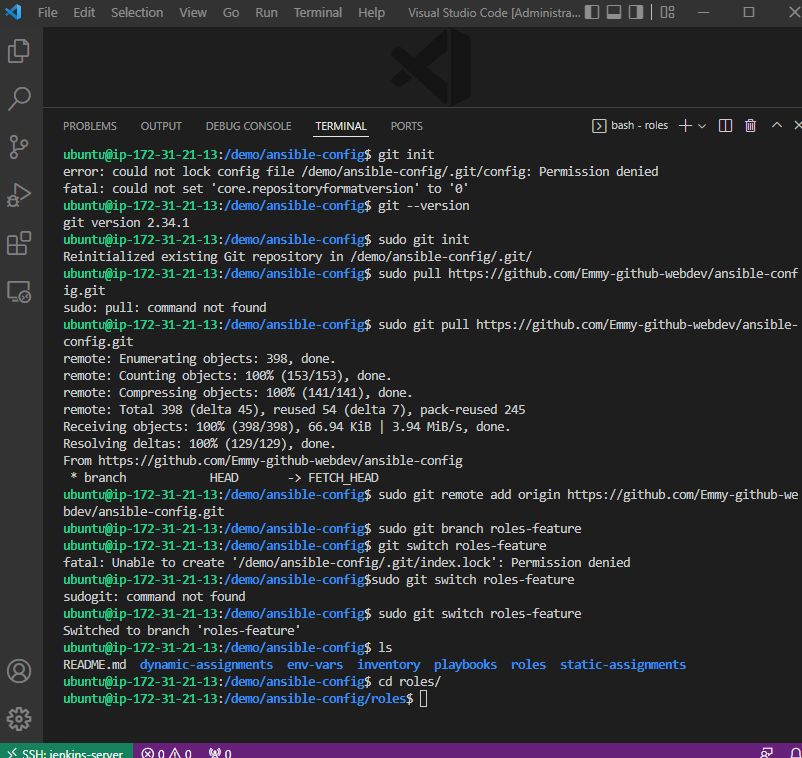 File Edit Selection View Go Run Terminal Help Visual Studio Code [Administra...
PROBLEMS OUTPUT DEBUG CONSOLE TERMINAL PORTS bash - roles
ubuntu@ip-172-31-21-13:/demo/ansible-config$ git init
error: could not lock config file /demo/ansible-config/.git/config: Permission denied
fatal: could not set 'core.repositoryformatversion' to '0'
ubuntu@ip-172-31-21-13:/demo/ansible-config$ git --version
git version 2.34.1
ubuntu@ip-172-31-21-13:/demo/ansible-config$ sudo git init
Reinitialized existing Git repository in /demo/ansible-config/.git/
ubuntu@ip-172-31-21-13:/demo/ansible-config$ sudo pull https://github.com/Emmy-github-webdev/ansible-conf
ig.git
sudo: pull: command not found
ubuntu@ip-172-31-21-13:/demo/ansible-config$ sudo git pull https://github.com/Emmy-github-webdev/ansible-
config.git
remote: Enumerating objects: 398, done.
remote: Counting objects: 100% (153/153), done.
remote: Compressing objects: 100% (141/141), done.
remote: Total 398 (delta 45), reused 54 (delta 7), pack-reused 245
Receiving objects: 100% (398/398), 66.94 KiB | 3.94 MiB/s, done.
Resolving deltas: 100% (129/129), done.
From https://github.com/Emmy-github-webdev/ansible-config
 * branch HEAD -> FETCH_HEAD
ubuntu@ip-172-31-21-13:/demo/ansible-config$ sudo git remote add origin https://github.com/Emmy-github-we
bdev/ansible-config.git
ubuntu@ip-172-31-21-13:/demo/ansible-config$ sudo git branch roles-feature
ubuntu@ip-172-31-21-13:/demo/ansible-config$ git switch roles-feature
fatal: Unable to create '/demo/ansible-config/.git/index.lock': Permission denied
ubuntu@ip-172-31-21-13:/demo/ansible-config$sudo git switch roles-feature
sudogit: command not found
ubuntu@ip-172-31-21-13:/demo/ansible-config$ sudo git switch roles-feature
Switched to branch 'roles-feature'
ubuntu@ip-172-31-21-13:/demo/ansible-config$ ls
README.md dynamic-assignments env-vars inventory playbooks roles static-assignments
ubuntu@ip-172-31-21-13:/demo/ansible-config$ cd roles/
ubuntu@ip-172-31-21-13:/demo/ansible-config/roles$
SSH: jenkins-server 0 0 0